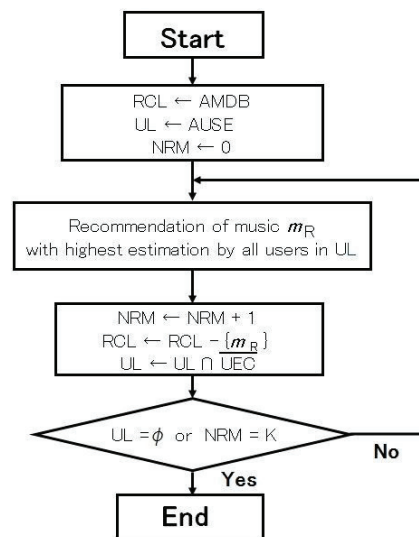 Start
RCL ← AMDB
UL ← AUSE
NRM ← 0
Recommendation of music m_R
with highest estimation by all users in UL
NRM ← NRM + 1
RCL ← RCL - {m_R}
UL ← UL ∩ U̅E̅C̅
UL = ϕ or NRM = K
No
Yes
End